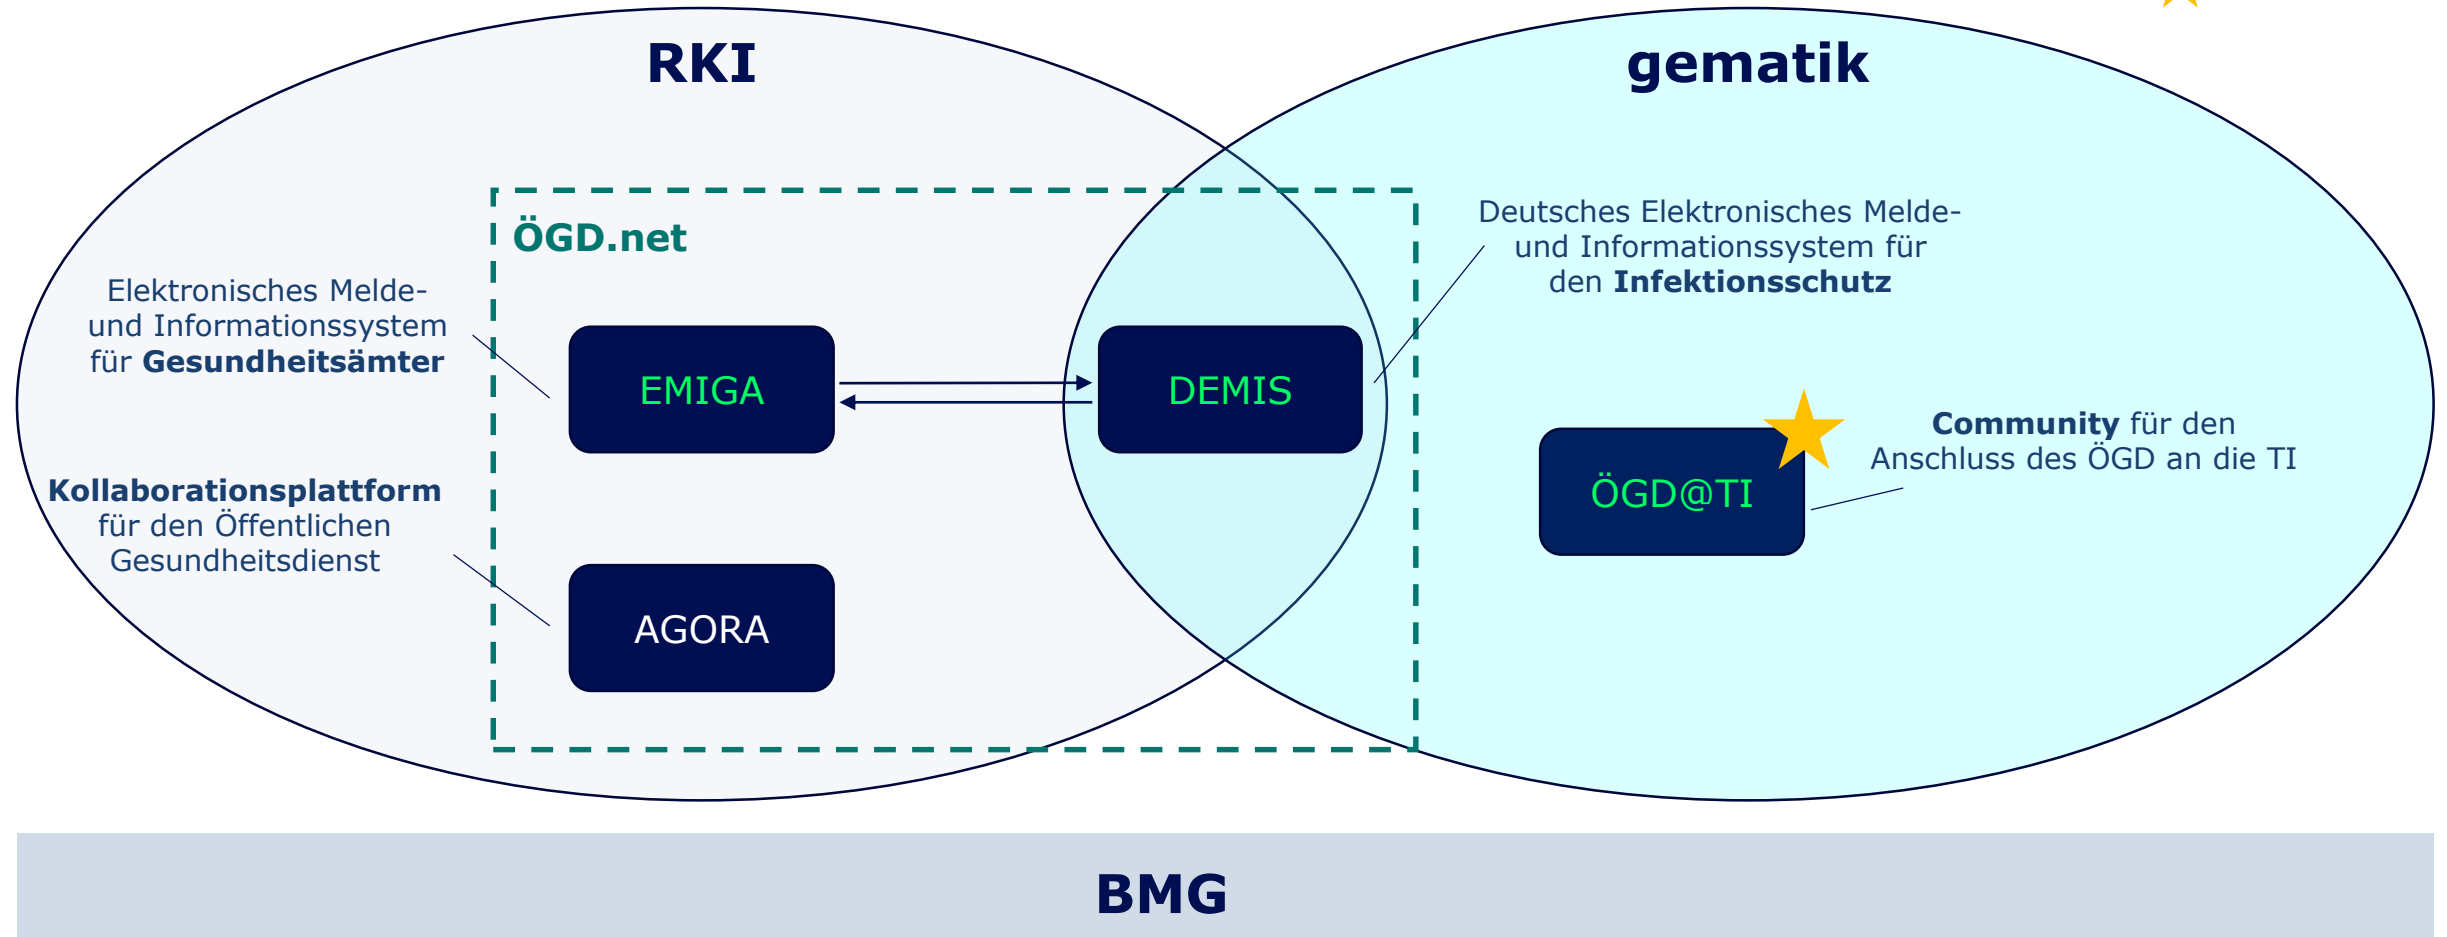 RKI
gematik
ÖGD.net
Elektronisches Melde-
und Informationssystem
für Gesundheitsämter
Deutsches Elektronisches Melde-
und Informationssystem für
den Infektionsschutz
EMIGA
DEMIS
Community für den
Anschluss des ÖGD an die TI
ÖGD@TI
Kollaborationsplattform
für den Öffentlichen
Gesundheitsdienst
AGORA
BMG